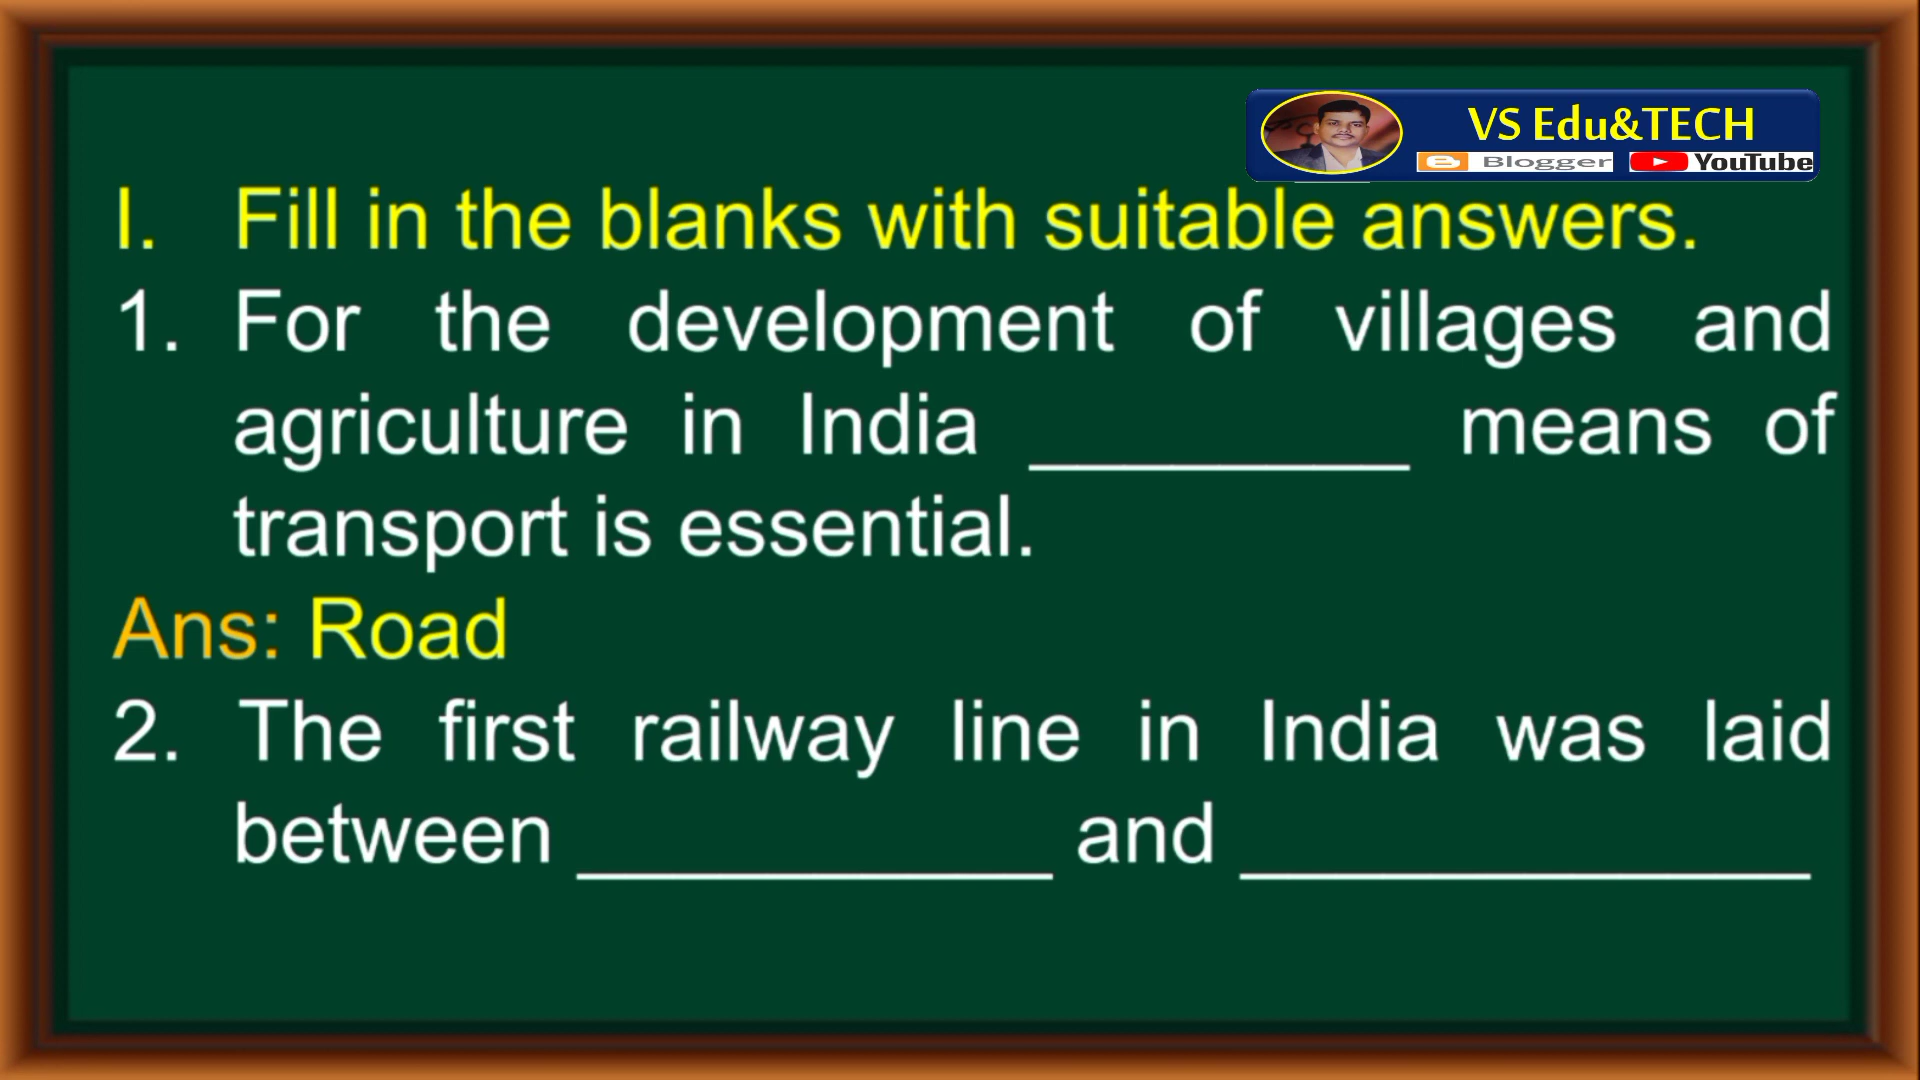 VS Edu&TECH
Blogger YouTube
I. Fill in the blanks with suitable answers.
1. For the development of villages and
agriculture in India ________ means of
transport is essential.
Ans: Road
2. The first railway line in India was laid
between __________ and ____________